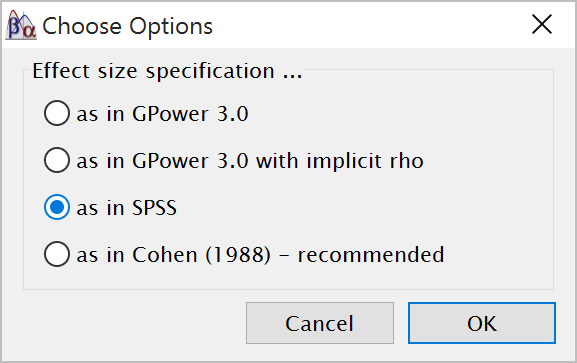 Choose Options
Effect size specification ...
as in GPower 3.0
as in GPower 3.0 with implicit rho
as in SPSS
as in Cohen (1988) - recommended
Cancel
OK